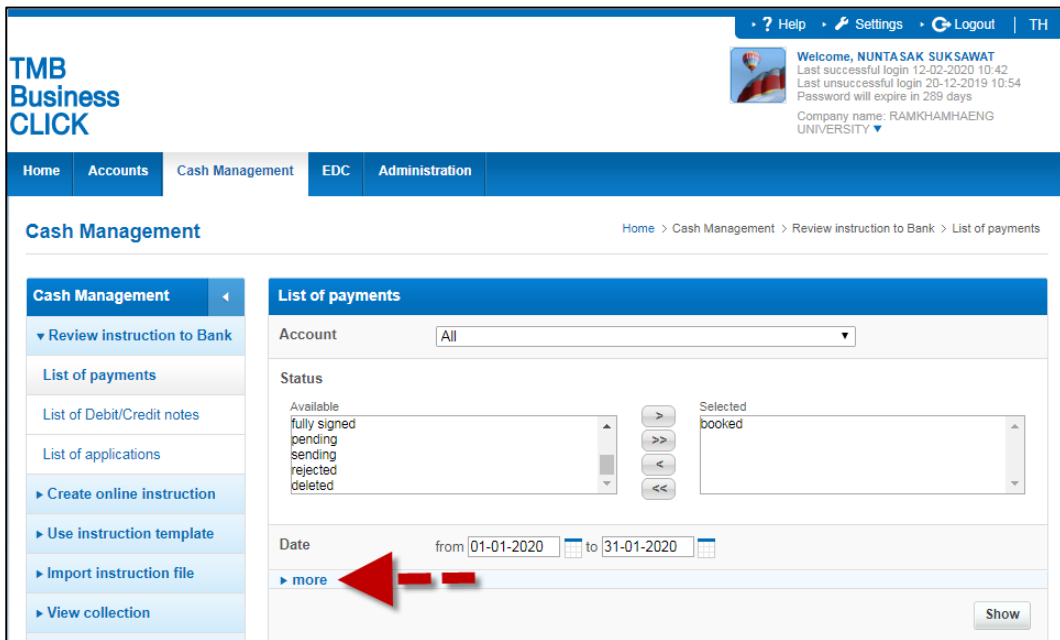 ? Help Settings Logout | TH
TMB
Business
CLICK
Welcome, NUNTASAK SUKSAWAT
Last successful login 12-02-2020 10:42
Last unsuccessful login 20-12-2019 10:54
Password will expire in 289 days
Company name: RAMKHAMHAENG
UNIVERSITY
Home Accounts Cash Management EDC Administration
Cash Management
Home > Cash Management > Review instruction to Bank > List of payments
Cash Management
Review instruction to Bank
List of payments
List of Debit/Credit notes
List of applications
Create online instruction
Use instruction template
Import instruction file
View collection
List of payments
Account All
Status
Available
fully signed
pending
sending
rejected
deleted
>
>>
<
<<
Selected
booked
Date from 01-01-2020 to 31-01-2020
more
Show